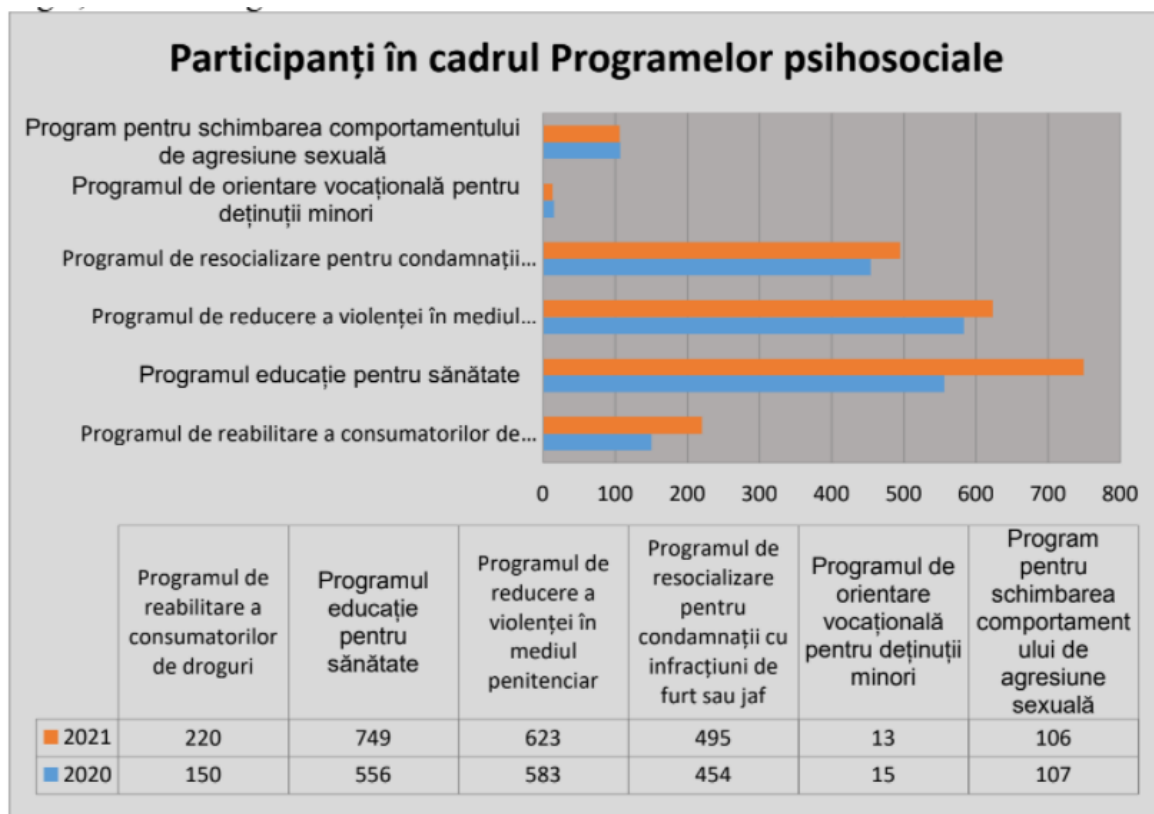 Participanți în cadrul Programelor psihosociale
Program pentru schimbarea comportamentului
de agresiune sexuală
Programul de orientare vocațională pentru
deținuții minori
Programul de resocializare pentru condamnații...
Programul de reducere a violenței în mediul...
Programul educație pentru sănătate
Programul de reabilitare a consumatorilor de...
0 100 200 300 400 500 600 700 800
Programul de
reabilitare a
consumatorilor
de droguri
Programul
educație
pentru
sănătate
Programul de
reducere a
violenței în
mediul
penitenciar
Programul de
resocializare
pentru
condamnații cu
infracțiuni de
furt sau jaf
Programul de
orientare
vocațională
pentru deținuții
minori
Program
pentru
schimbarea
comportament
ului de
agresiune
sexuală
2021 220 749 623 495 13 106
2020 150 556 583 454 15 107